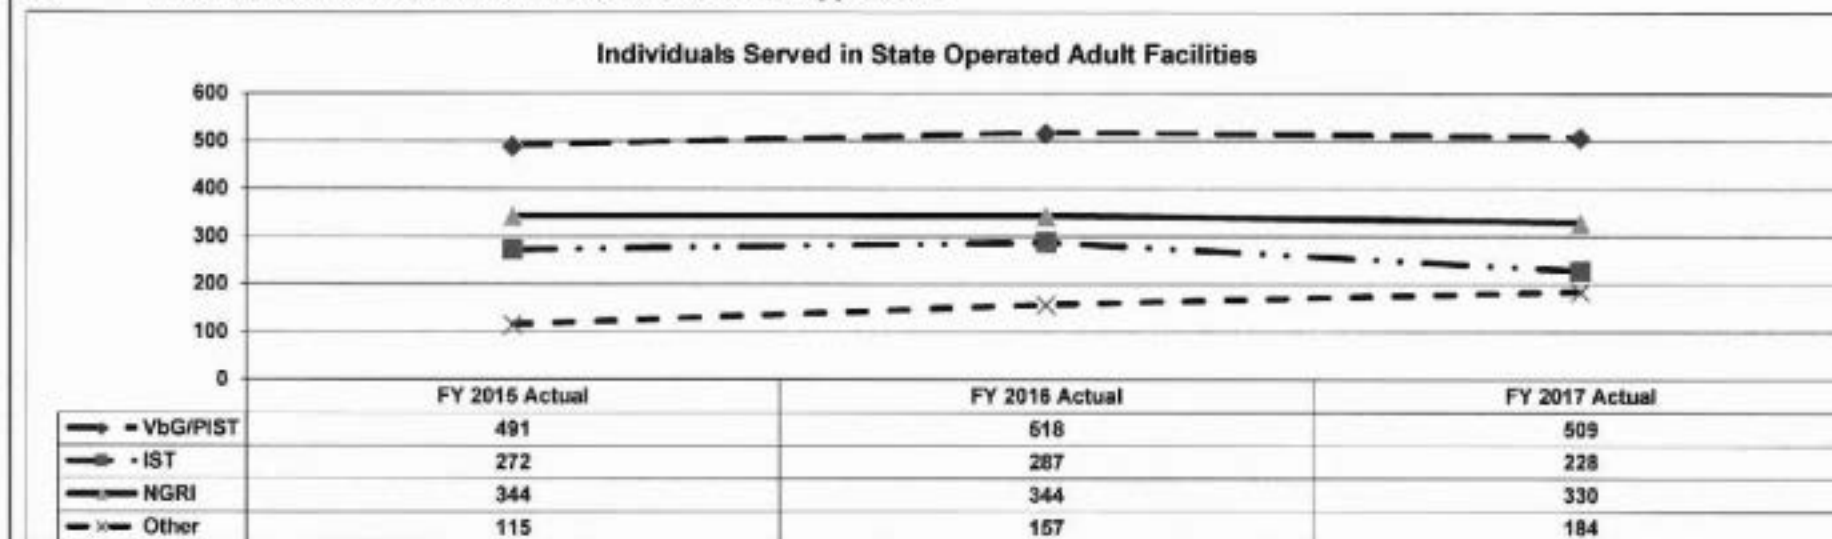 Individuals Served in State Operated Adult Facilities
600
500
400
300
200
100
0
FY 2015 Actual FY 2016 Actual FY 2017 Actual
VbG/PIST 491 518 509
IST 272 287 228
NGRI 344 344 330
Other 115 157 184